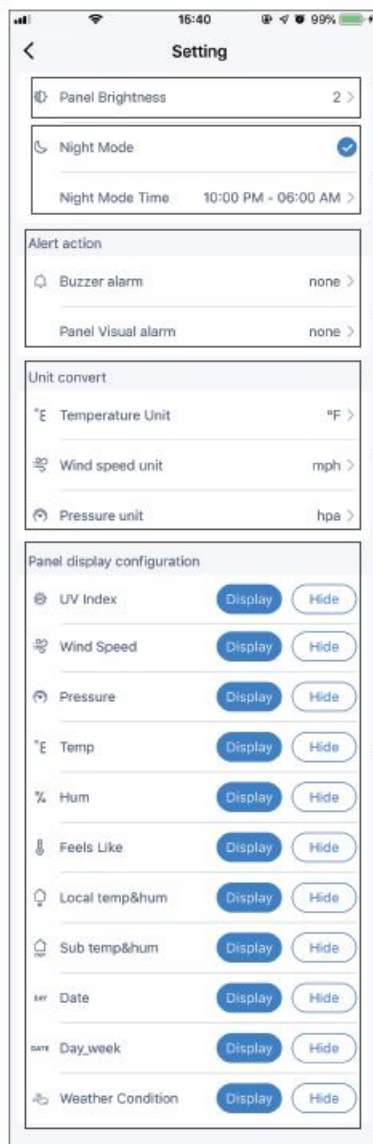 15:40 99%
Setting
Panel Brightness 2 >
Night Mode
Night Mode Time 10:00 PM - 06:00 AM >
Alert action
Buzzer alarm none >
Panel Visual alarm none >
Unit convert
°E Temperature Unit °F >
Wind speed unit mph >
Pressure unit hpa >
Panel display configuration
UV Index Display Hide
Wind Speed Display Hide
Pressure Display Hide
°E Temp Display Hide
% Hum Display Hide
Feels Like Display Hide
Local temp&hum Display Hide
Sub temp&hum Display Hide
DAY Date Display Hide
DATE Day_week Display Hide
Weather Condition Display Hide